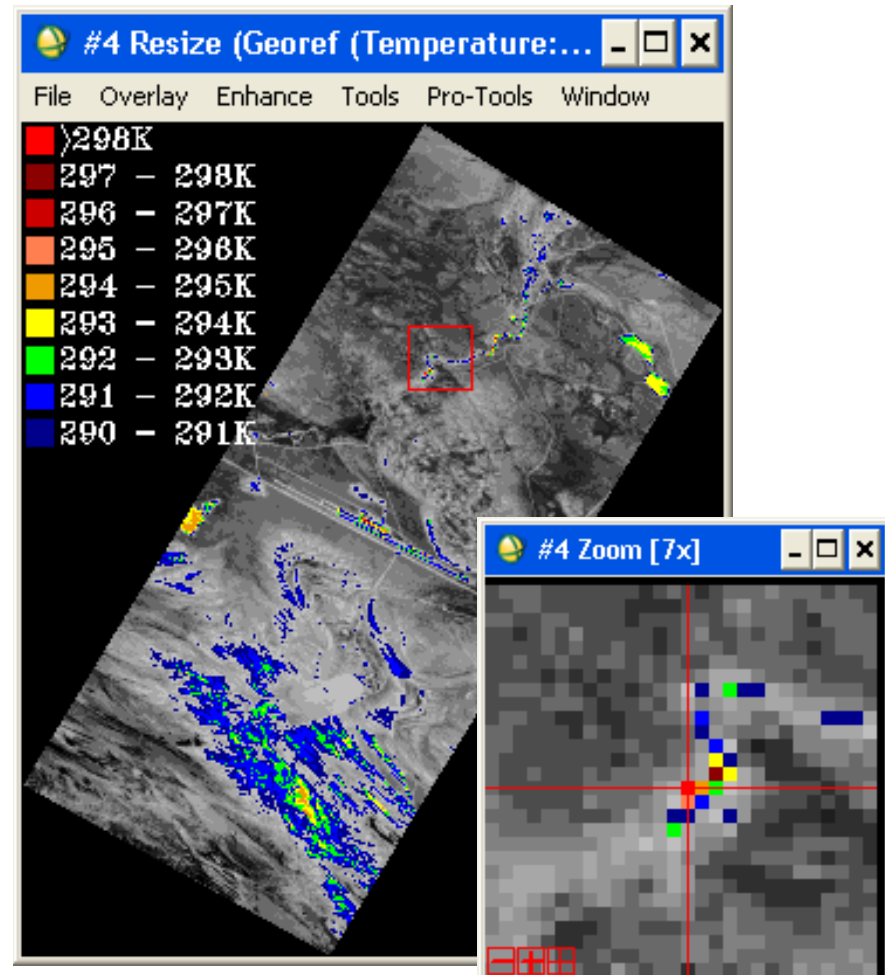 #4 Resize (Georef (Temperature:...
File Overlay Enhance Tools Pro-Tools Window
>298K
297 - 298K
296 - 297K
295 - 296K
294 - 295K
293 - 294K
292 - 293K
291 - 292K
290 - 291K
#4 Zoom [7x]